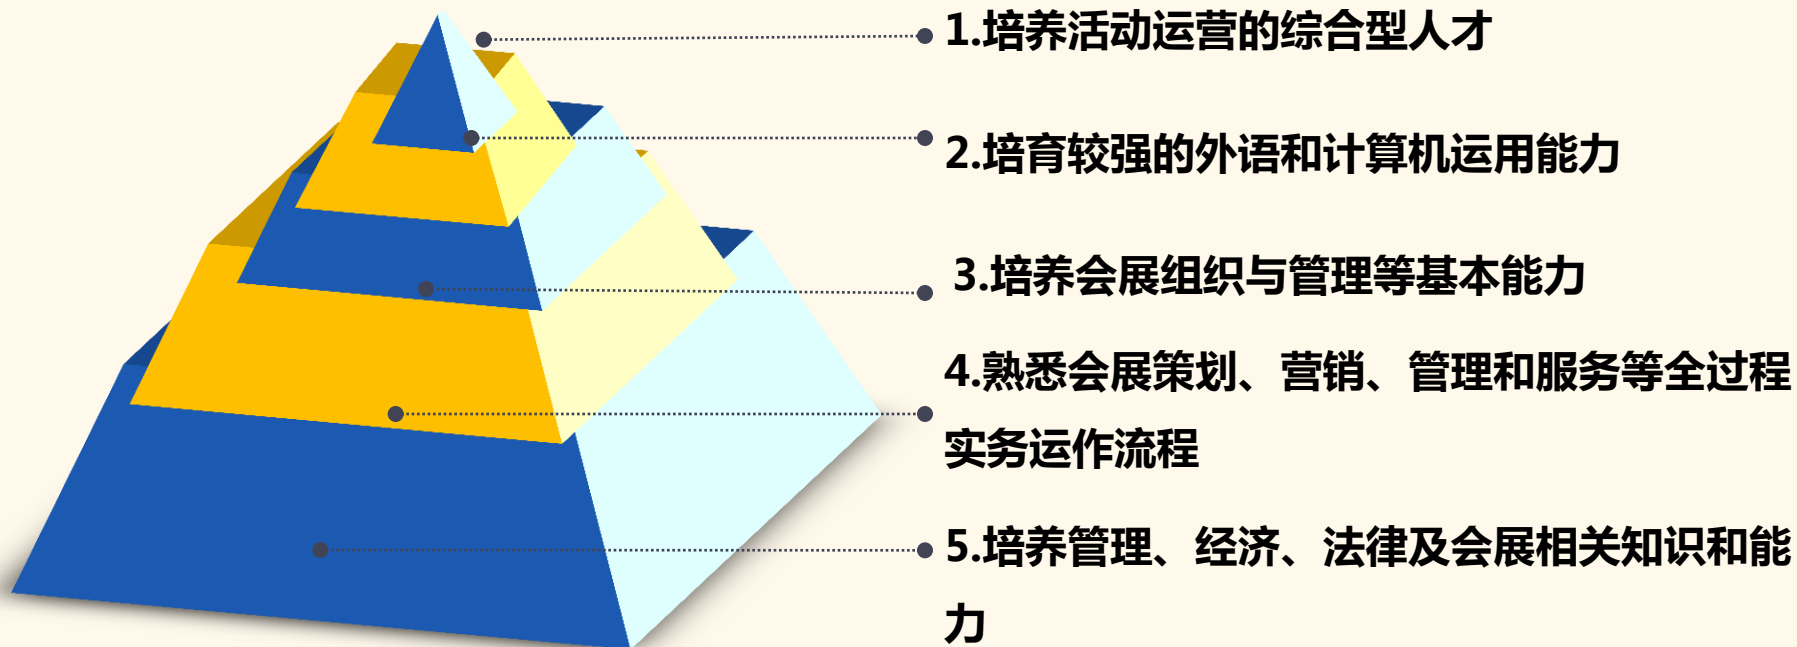 1.培养活动运营的综合型人才
2.培育较强的外语和计算机运用能力
3.培养会展组织与管理等基本能力
4.熟悉会展策划、营销、管理和服务等全过程
实务运作流程
5.培养管理、经济、法律及会展相关知识和能
力